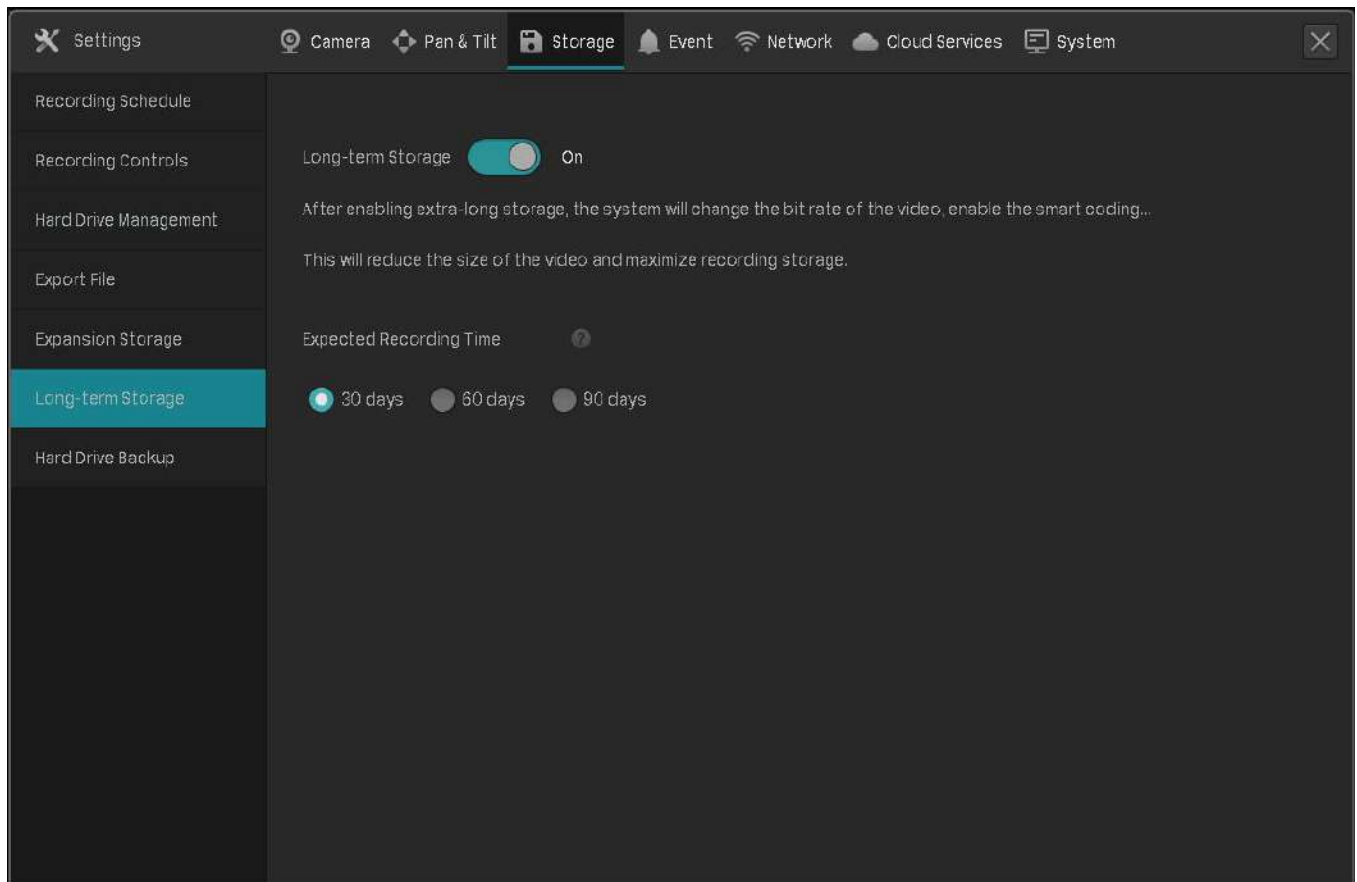 Settings
Camera
Pan & Tilt
Storage
Event
Network
Cloud Services
System
Recording Schedule
Recording Controls
Hard Drive Management
Export File
Expansion Storage
Long-term Storage
Hard Drive Backup
Long-term Storage On
After enabling extra-long storage, the system will change the bit rate of the video, enable the smart coding...
This will reduce the size of the video and maximize recording storage.
Expected Recording Time ?
30 days 60 days 90 days